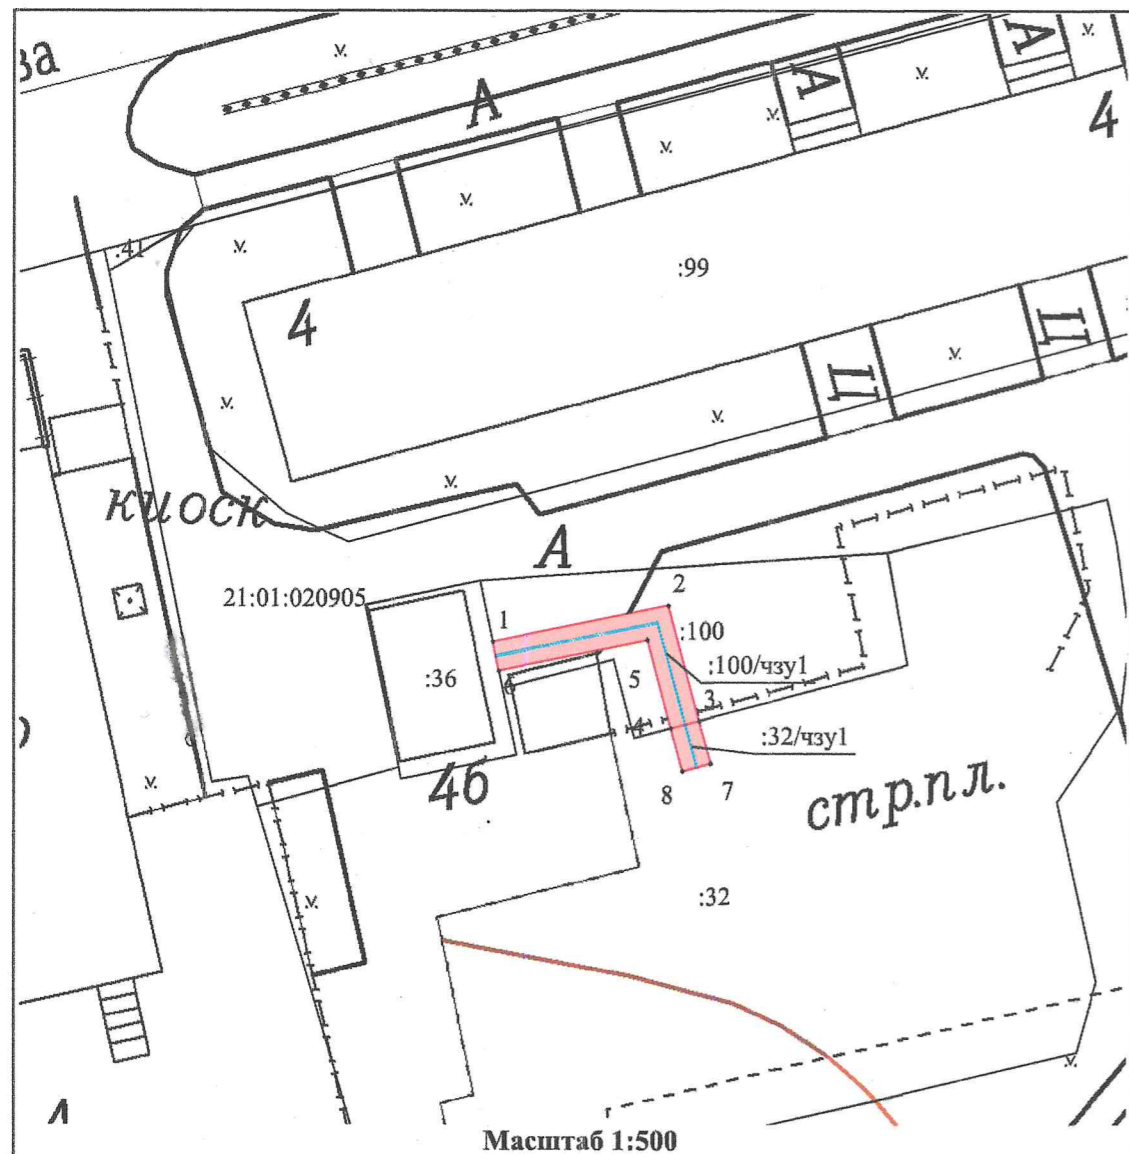 за
А
А
А
4
:41
:99
4
Ц
Ц
киоск
А
21:01:020905
1
2
:100
:36
6
5
:100/чзу1
3
4
:32/чзу1
4б
8
7
стр.пл.
:32
Масштаб 1:500